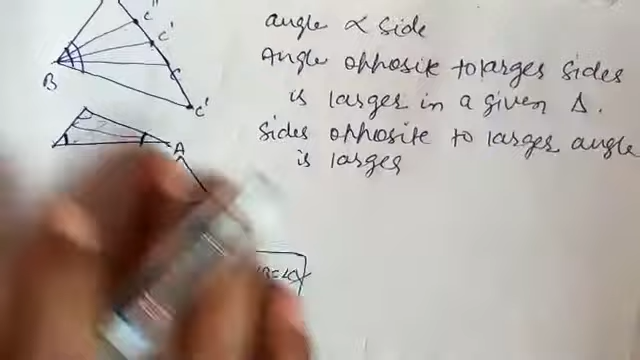 c''
c'
B
c
c'
A
angle ∝ side
Angle opposite to larges sides
is larges in a given Δ.
Sides opposite to larges angle
is larges